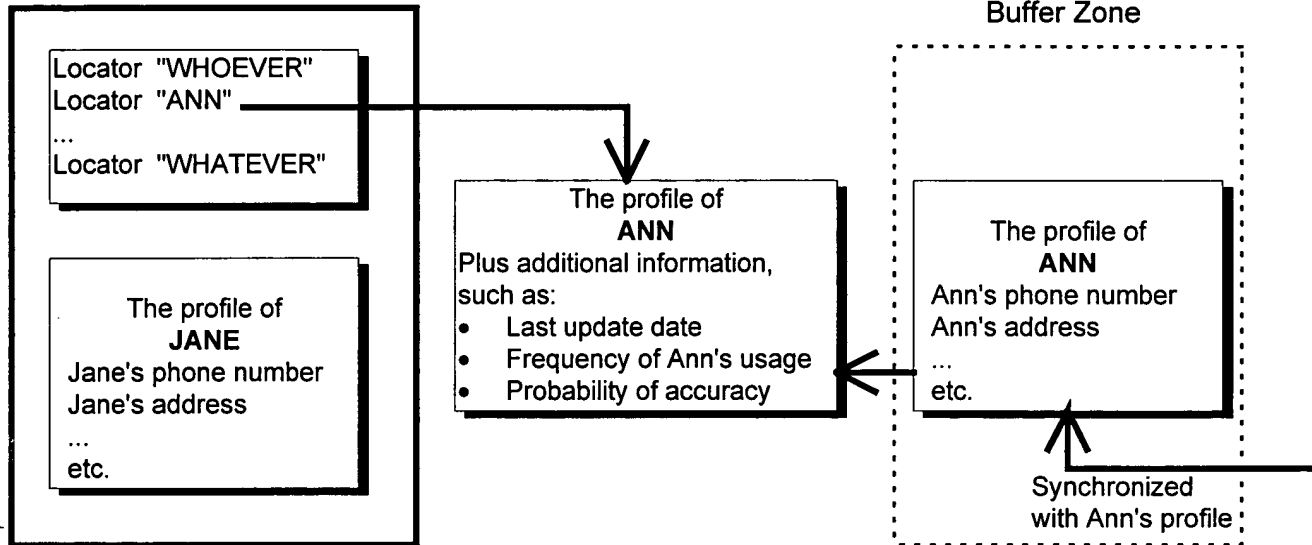 Buffer Zone
Locator "WHOEVER"
Locator "ANN"
...
Locator "WHATEVER"
The profile of
JANE
Jane's phone number
Jane's address
...
etc.
The profile of
ANN
Plus additional information,
such as:
• Last update date
• Frequency of Ann's usage
• Probability of accuracy
The profile of
ANN
Ann's phone number
Ann's address
...
etc.
Synchronized
with Ann's profile